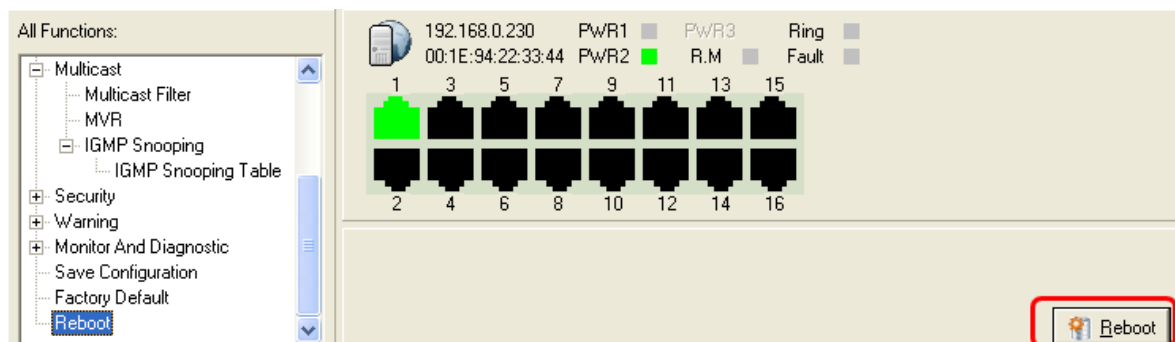 All Functions:
Multicast
Multicast Filter
MVR
IGMP Snooping
IGMP Snooping Table
Security
Warning
Monitor And Diagnostic
Save Configuration
Factory Default
Reboot
192.168.0.230 PWR1 PWR3 Ring
00:1E:94:22:33:44 PWR2 R.M Fault
1 3 5 7 9 11 13 15
2 4 6 8 10 12 14 16
Reboot